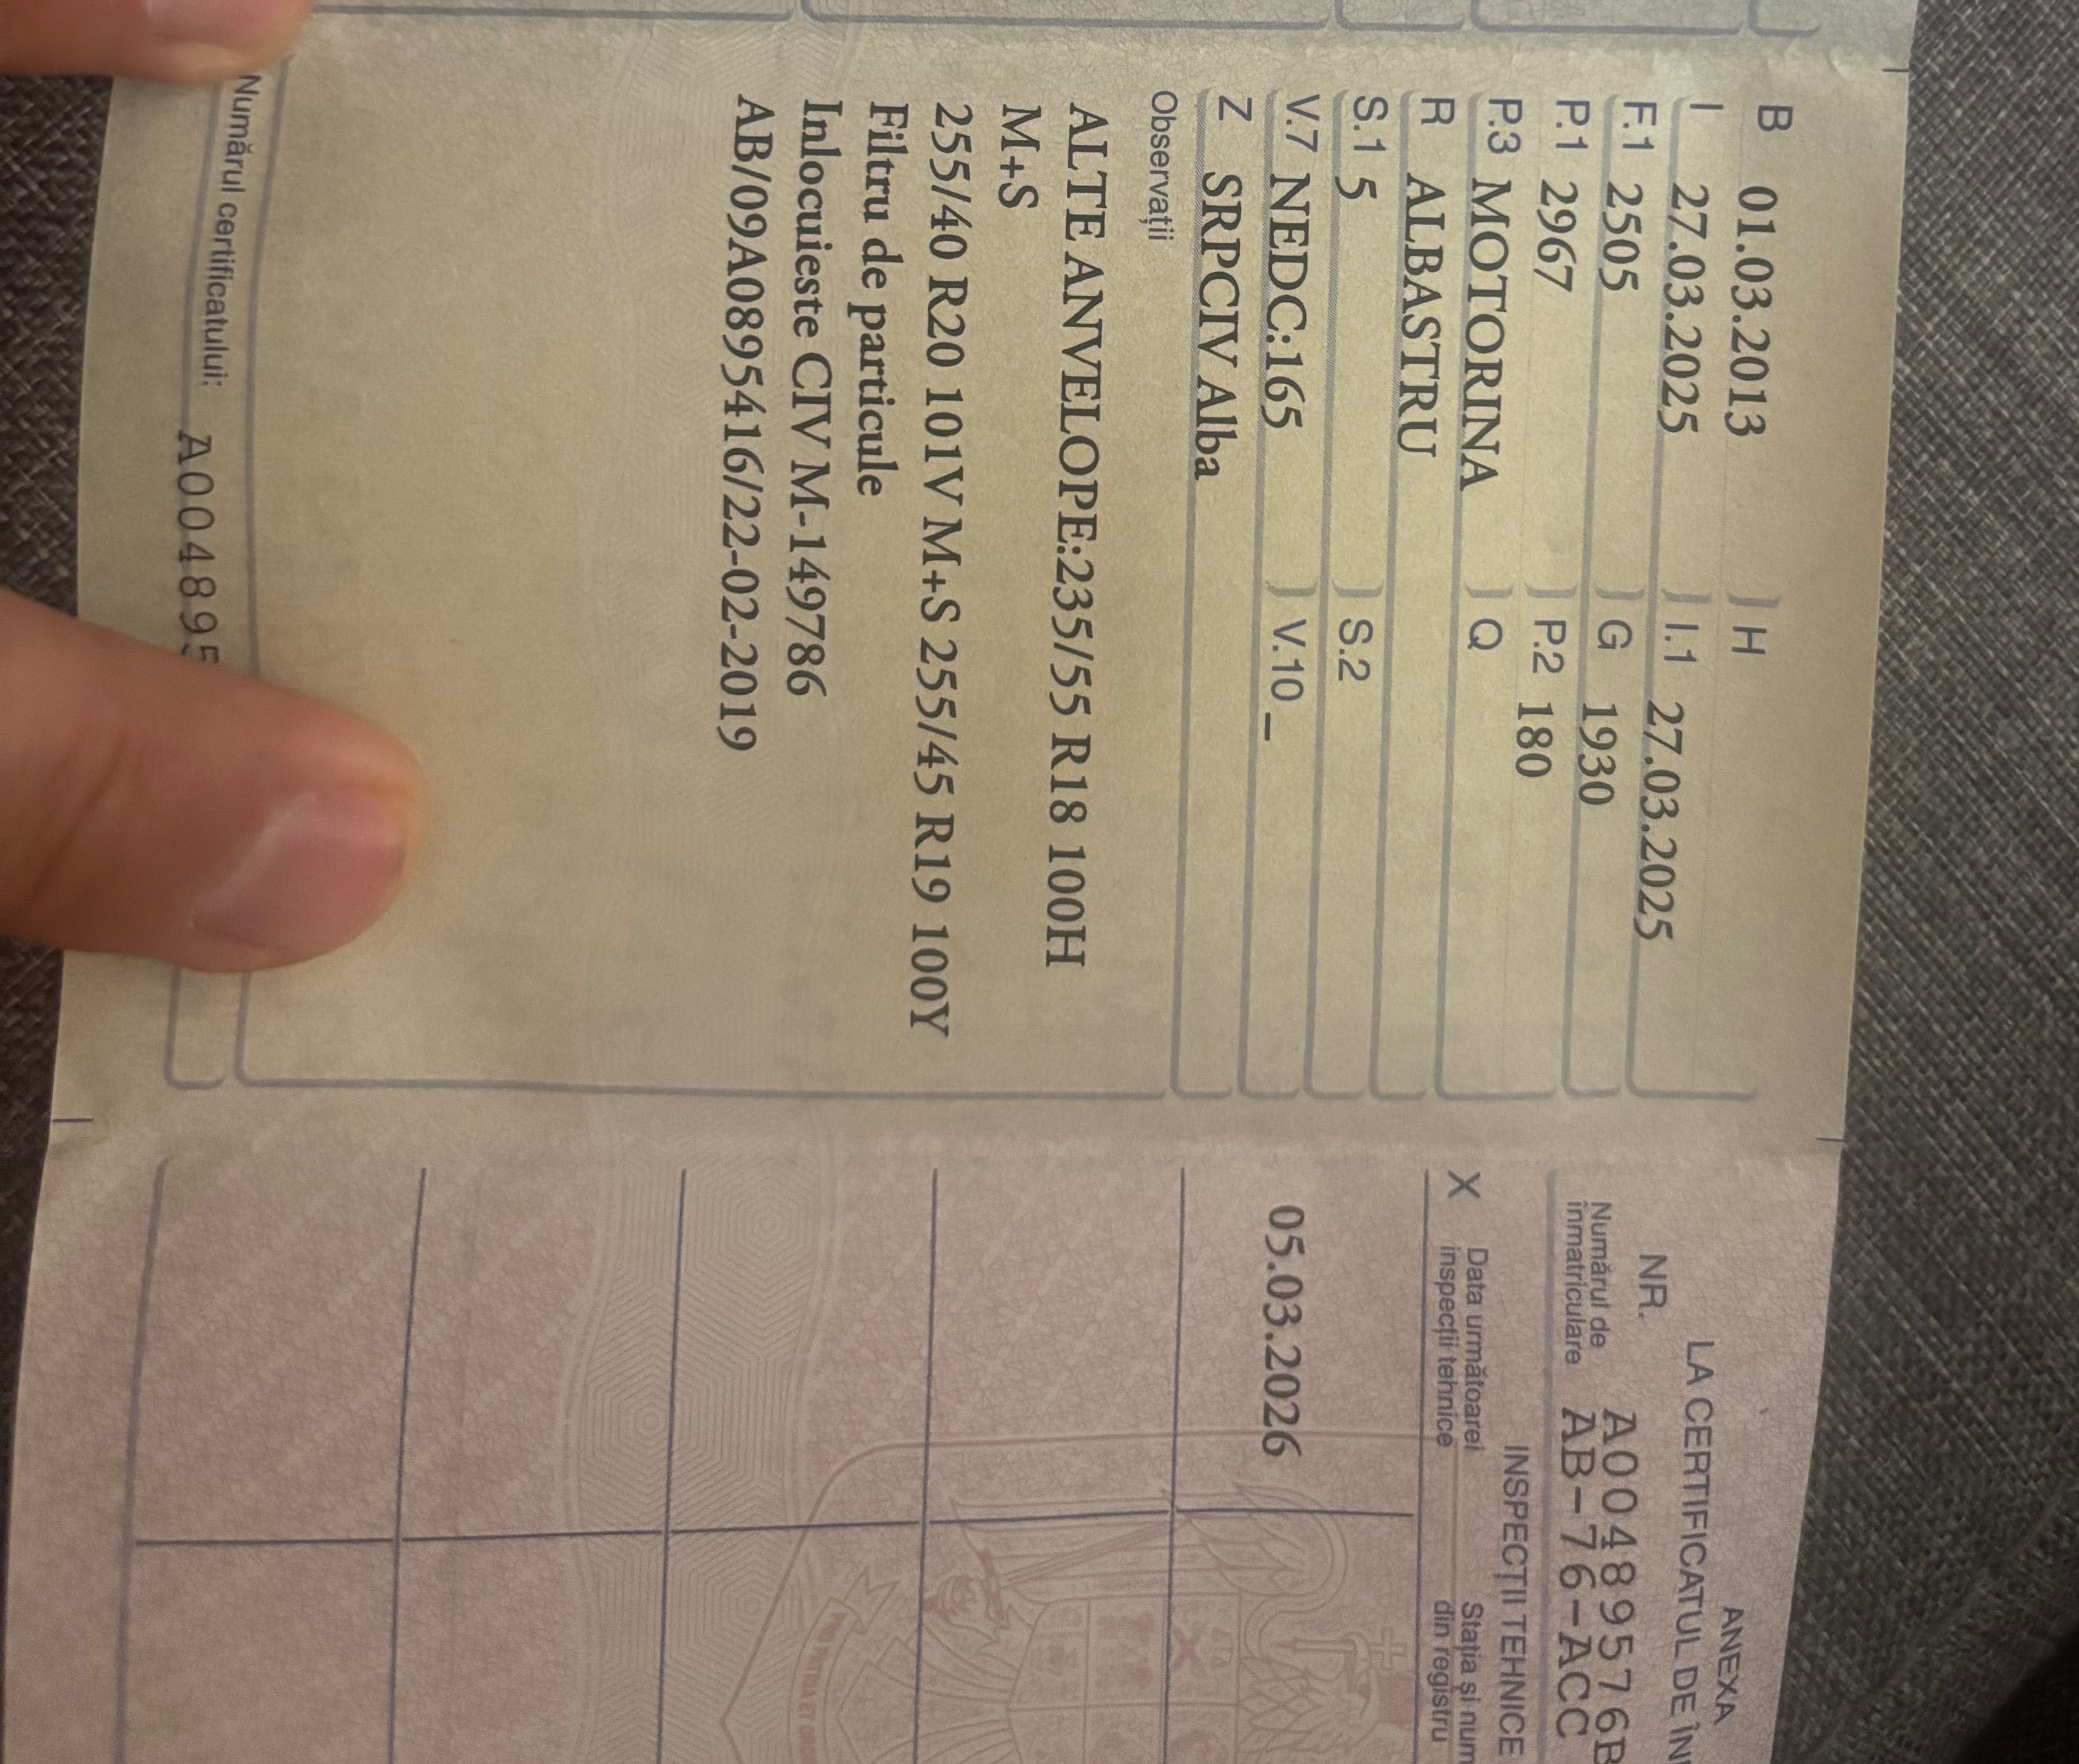 B 01.03.2013 H
I 27.03.2025 I.1 27.03.2025
F.1 2505 G 1930
P.1 2967 P.2 180
P.3 MOTORINA Q
R ALBASTRU
S.1 5 S.2
V.7 NEDC:165 V.10 _
Z SRPCIV Alba
Observații
ALTE ANVELOPE:235/55 R18 100H
M+S
255/40 R20 101V M+S 255/45 R19 100Y
Filtru de particule
Inlocuieste CIV M-149786
AB/09A0895416/22-02-2019
Numărul certificatului: A004895
ANEXA
LA CERTIFICATUL DE
NR. A00489576B
Numărul de
înmatriculare AB-76-ACC
INSPECȚII TEHNICE
X Data următoarei
inspecții tehnice
Stația și num
din registru
05.03.2026